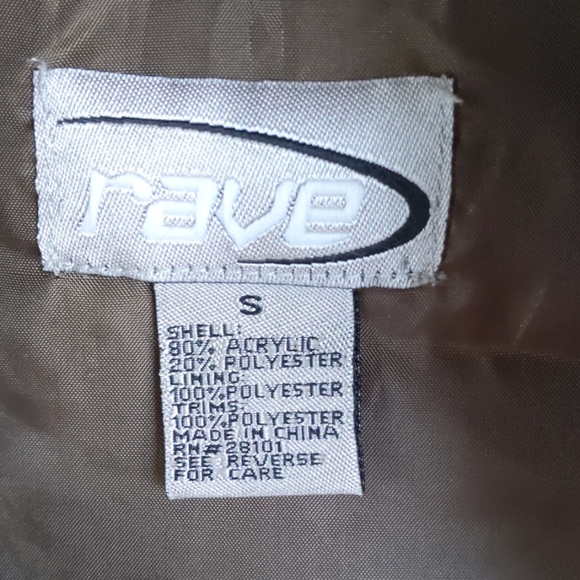 rave
S
SHELL:
80% ACRYLIC
20% POLYESTER
LINING:
100%POLYESTER
TRIMS:
100%POLYESTER
MADE IN CHINA
RN# 28101
SEE REVERSE
FOR CARE